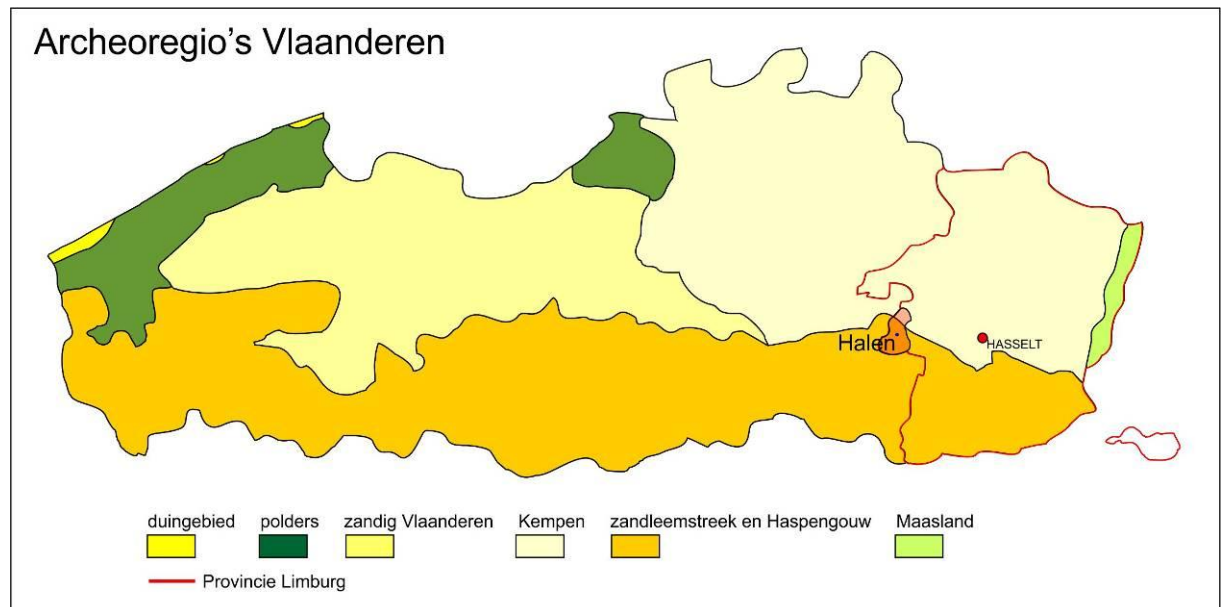 Archeoregio's Vlaanderen
Halen
HASSELT
duingebied polders zandig Vlaanderen Kempen zandleemstreek en Haspengouw Maasland
Provincie Limburg